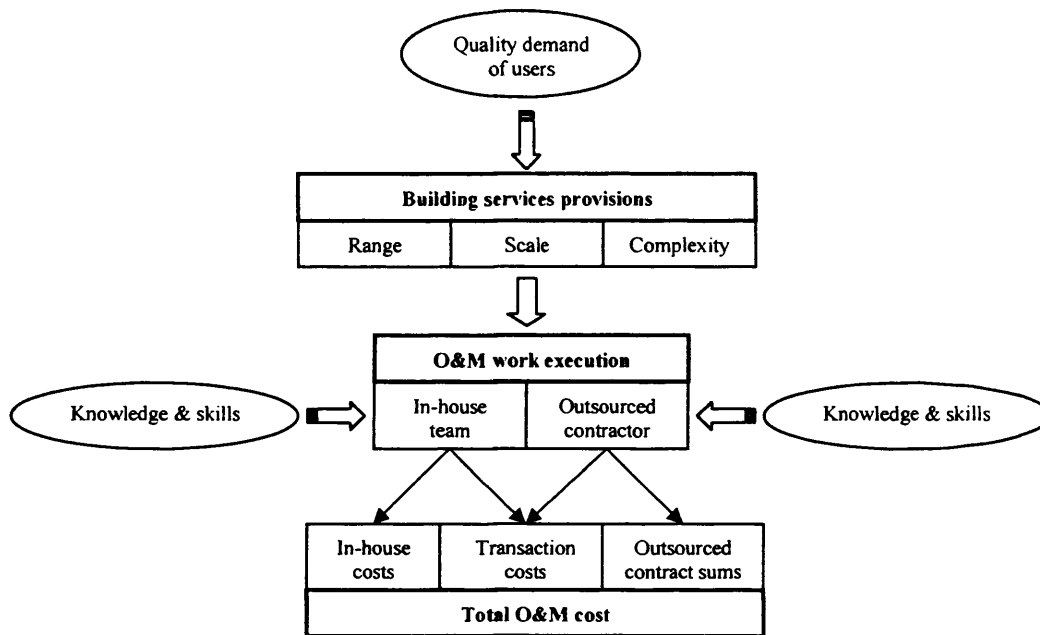 Quality demand
of users
Building services provisions
Range
Scale
Complexity
O&M work execution
Knowledge & skills
In-house
team
Outsourced
contractor
Knowledge & skills
In-house
costs
Transaction
costs
Outsourced
contract sums
Total O&M cost